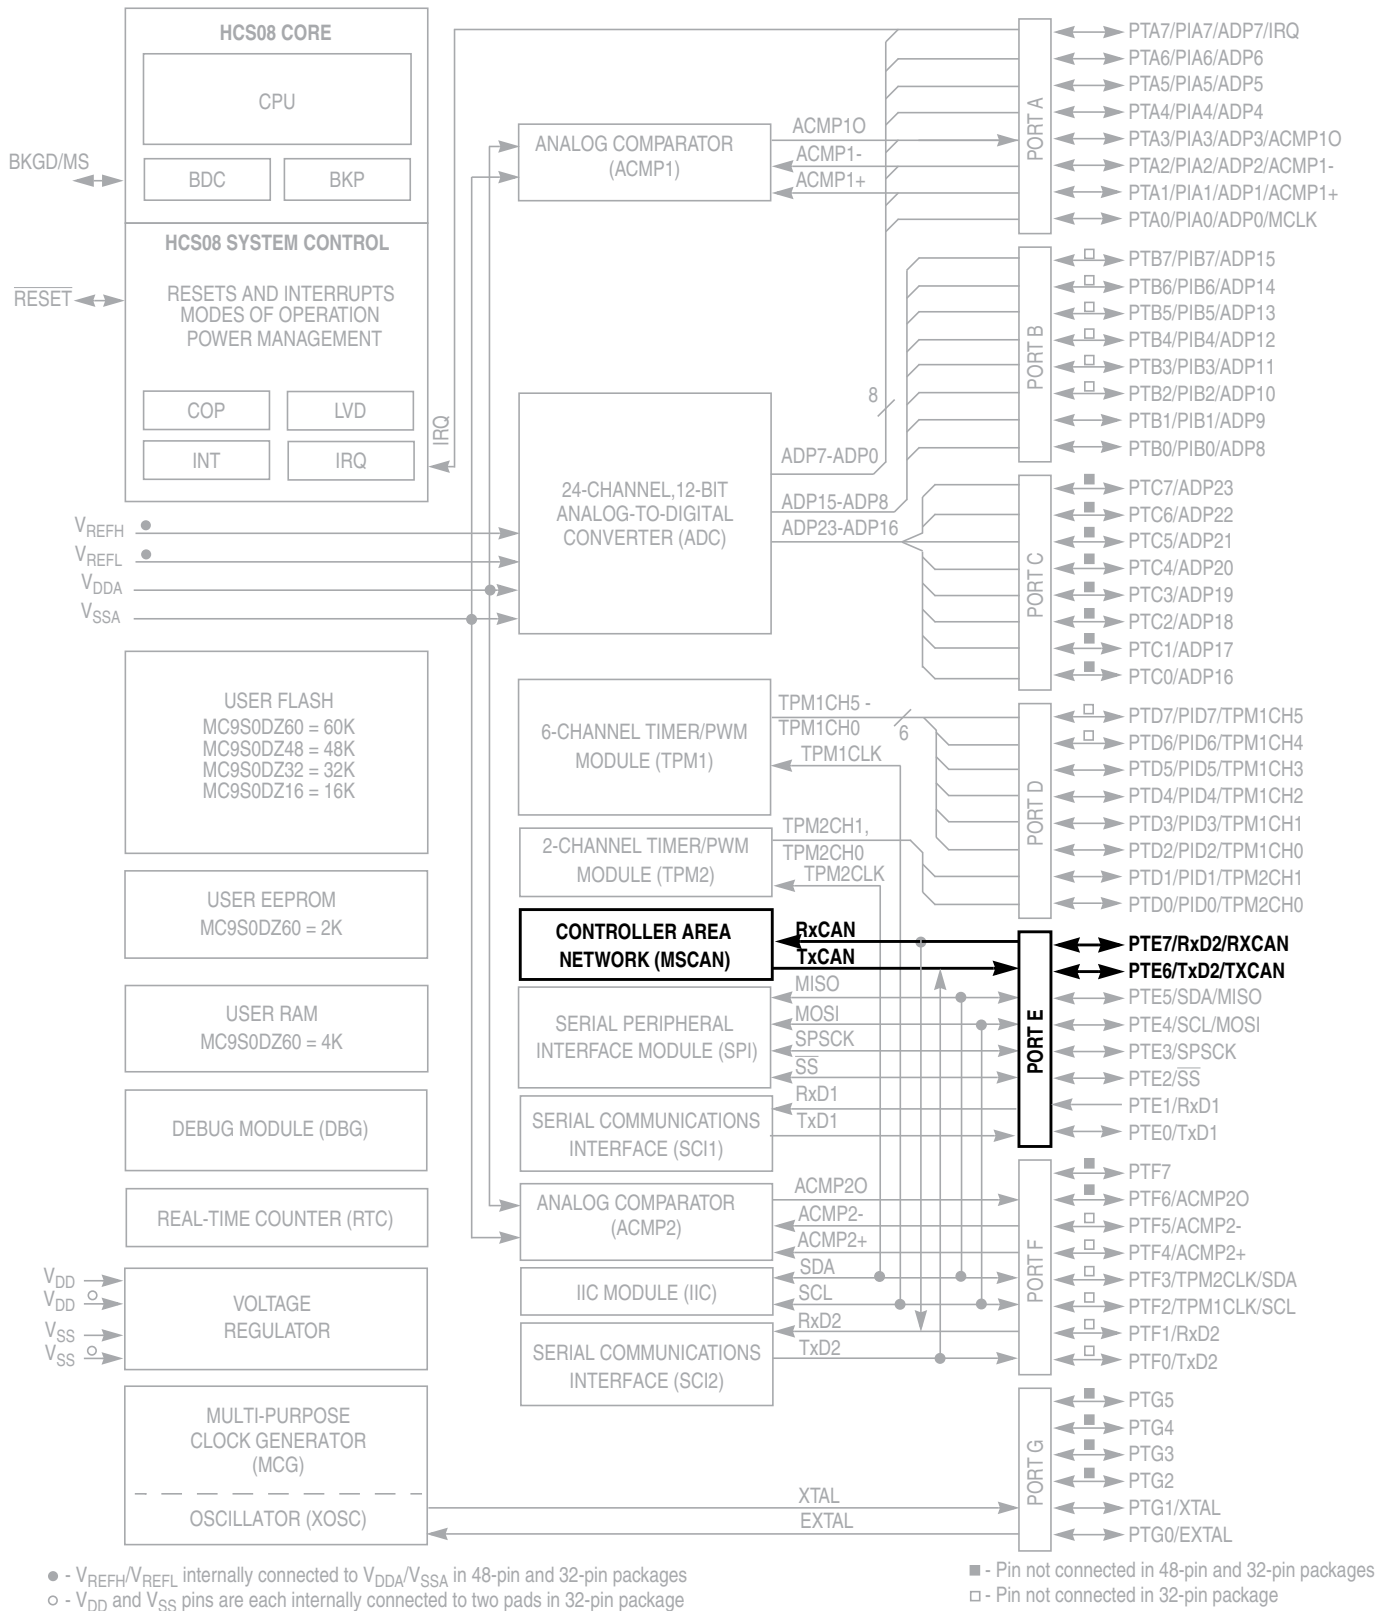 HCS08 CORE
CPU
BDC
BKP
BKGD/MS
HCS08 SYSTEM CONTROL
RESETS AND INTERRUPTS
MODES OF OPERATION
POWER MANAGEMENT
RESET
COP
LVD
INT
IRQ
IRQ
VREFH
VREFL
VDDA
VSSA
USER FLASH
MC9S0DZ60 = 60K
MC9S0DZ48 = 48K
MC9S0DZ32 = 32K
MC9S0DZ16 = 16K
USER EEPROM
MC9S0DZ60 = 2K
USER RAM
MC9S0DZ60 = 4K
DEBUG MODULE (DBG)
REAL-TIME COUNTER (RTC)
VDD
VDD
VSS
VSS
VOLTAGE
REGULATOR
MULTI-PURPOSE
CLOCK GENERATOR
(MCG)
OSCILLATOR (XOSC)
ANALOG COMPARATOR
(ACMP1)
ACMP1O
ACMP1-
ACMP1+
24-CHANNEL,12-BIT
ANALOG-TO-DIGITAL
CONVERTER (ADC)
8
ADP7-ADP0
ADP15-ADP8
ADP23-ADP16
6-CHANNEL TIMER/PWM
MODULE (TPM1)
TPM1CH5 -
TPM1CH0
6
TPM1CLK
2-CHANNEL TIMER/PWM
MODULE (TPM2)
TPM2CH1,
TPM2CH0
TPM2CLK
CONTROLLER AREA
NETWORK (MSCAN)
RxCAN
TxCAN
SERIAL PERIPHERAL
INTERFACE MODULE (SPI)
MISO
MOSI
SPSCK
SS
SERIAL COMMUNICATIONS
INTERFACE (SCI1)
RxD1
TxD1
ANALOG COMPARATOR
(ACMP2)
ACMP2O
ACMP2-
ACMP2+
IIC MODULE (IIC)
SDA
SCL
SERIAL COMMUNICATIONS
INTERFACE (SCI2)
RxD2
TxD2
XTAL
EXTAL
PORT A
PTA7/PIA7/ADP7/IRQ
PTA6/PIA6/ADP6
PTA5/PIA5/ADP5
PTA4/PIA4/ADP4
PTA3/PIA3/ADP3/ACMP1O
PTA2/PIA2/ADP2/ACMP1-
PTA1/PIA1/ADP1/ACMP1+
PTA0/PIA0/ADP0/MCLK
PORT B
PTB7/PIB7/ADP15
PTB6/PIB6/ADP14
PTB5/PIB5/ADP13
PTB4/PIB4/ADP12
PTB3/PIB3/ADP11
PTB2/PIB2/ADP10
PTB1/PIB1/ADP9
PTB0/PIB0/ADP8
PORT C
PTC7/ADP23
PTC6/ADP22
PTC5/ADP21
PTC4/ADP20
PTC3/ADP19
PTC2/ADP18
PTC1/ADP17
PTC0/ADP16
PORT D
PTD7/PID7/TPM1CH5
PTD6/PID6/TPM1CH4
PTD5/PID5/TPM1CH3
PTD4/PID4/TPM1CH2
PTD3/PID3/TPM1CH1
PTD2/PID2/TPM1CH0
PTD1/PID1/TPM2CH1
PTD0/PID0/TPM2CH0
PORT E
PTE7/RxD2/RXCAN
PTE6/TxD2/TXCAN
PTE5/SDA/MISO
PTE4/SCL/MOSI
PTE3/SPSCK
PTE2/SS
PTE1/RxD1
PTE0/TxD1
PORT F
PTF7
PTF6/ACMP2O
PTF5/ACMP2-
PTF4/ACMP2+
PTF3/TPM2CLK/SDA
PTF2/TPM1CLK/SCL
PTF1/RxD2
PTF0/TxD2
PORT G
PTG5
PTG4
PTG3
PTG2
PTG1/XTAL
PTG0/EXTAL
● - VREFH/VREFL internally connected to VDDA/VSSA in 48-pin and 32-pin packages
○ - VDD and VSS pins are each internally connected to two pads in 32-pin package
■ - Pin not connected in 48-pin and 32-pin packages
□ - Pin not connected in 32-pin package